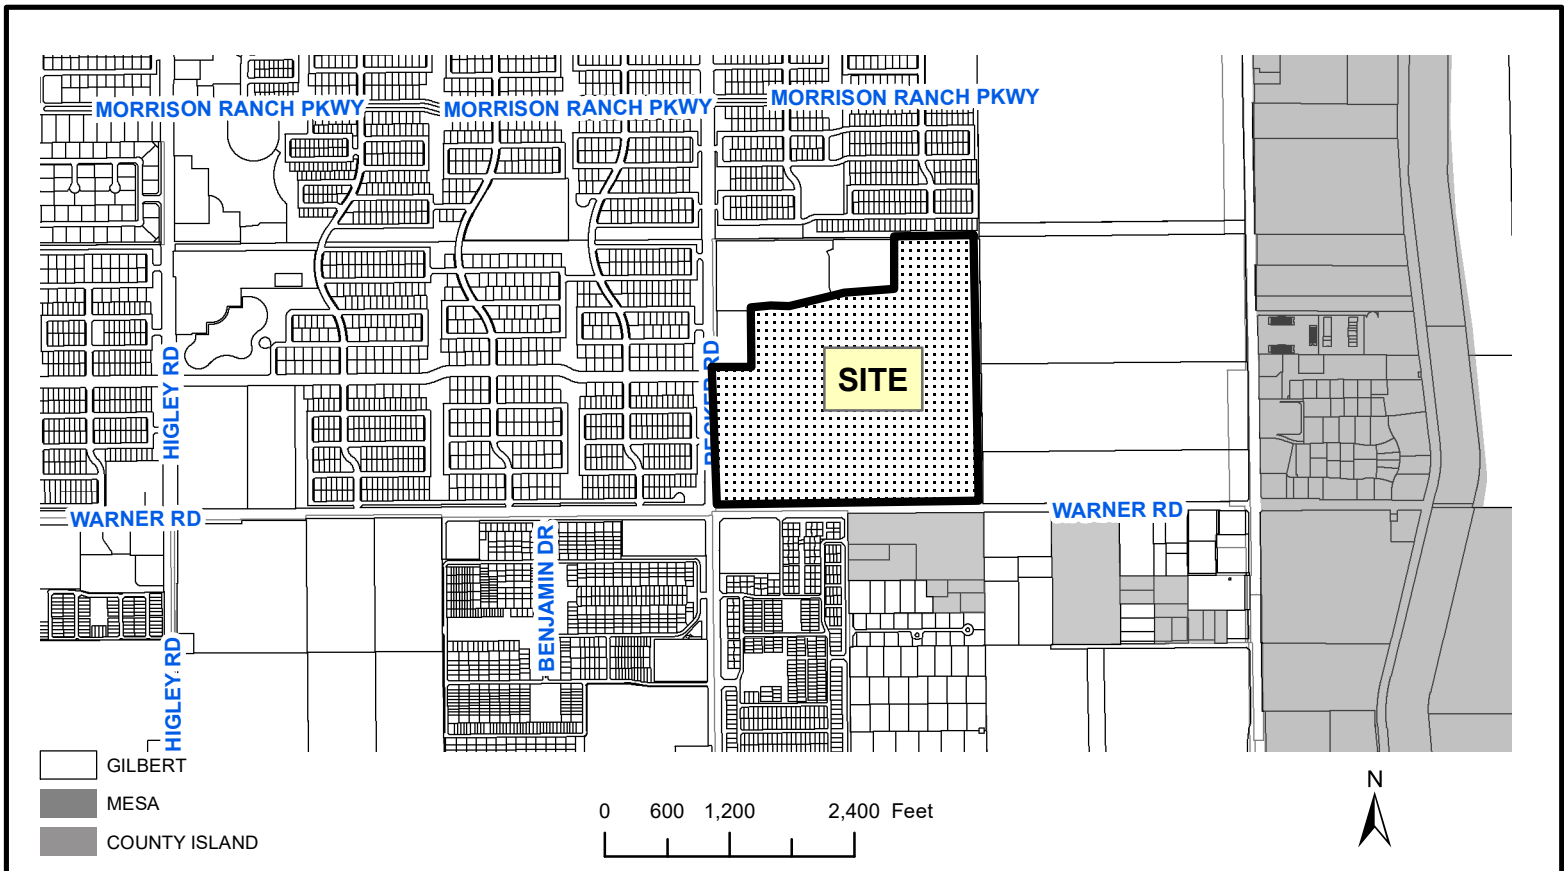 MORRISON RANCH PKWY
MORRISON RANCH PKWY
MORRISON RANCH PKWY
HIGLEY RD
RD
SITE
WARNER RD
WARNER RD
BENJAMIN DR
HIGLEY RD
GILBERT
MESA
COUNTY ISLAND
0 600 1,200 2,400 Feet
N